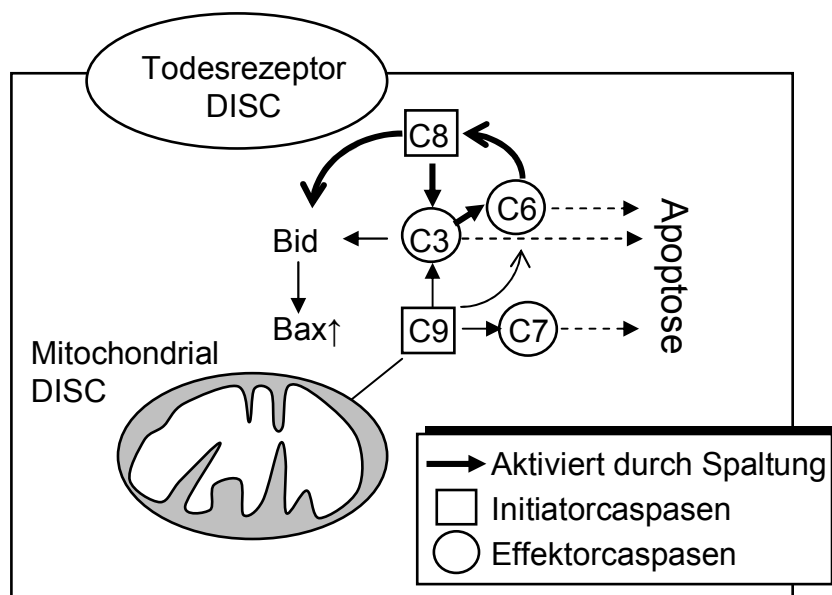 Todesrezeptor
DISC
C8
C6
Bid
C3
Apoptose
Bax↑
C9
C7
Mitochondrial
DISC
Aktiviert durch Spaltung
Initiatorcaspasen
Effektorcaspasen